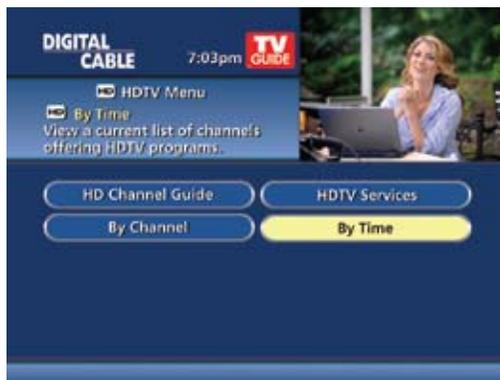 DIGITAL
CABLE
7:03pm
TV
GUIDE
HD HDTV Menu
HD By Time
View a current list of channels
offering HDTV programs.
HD Channel Guide
HDTV Services
By Channel
By Time